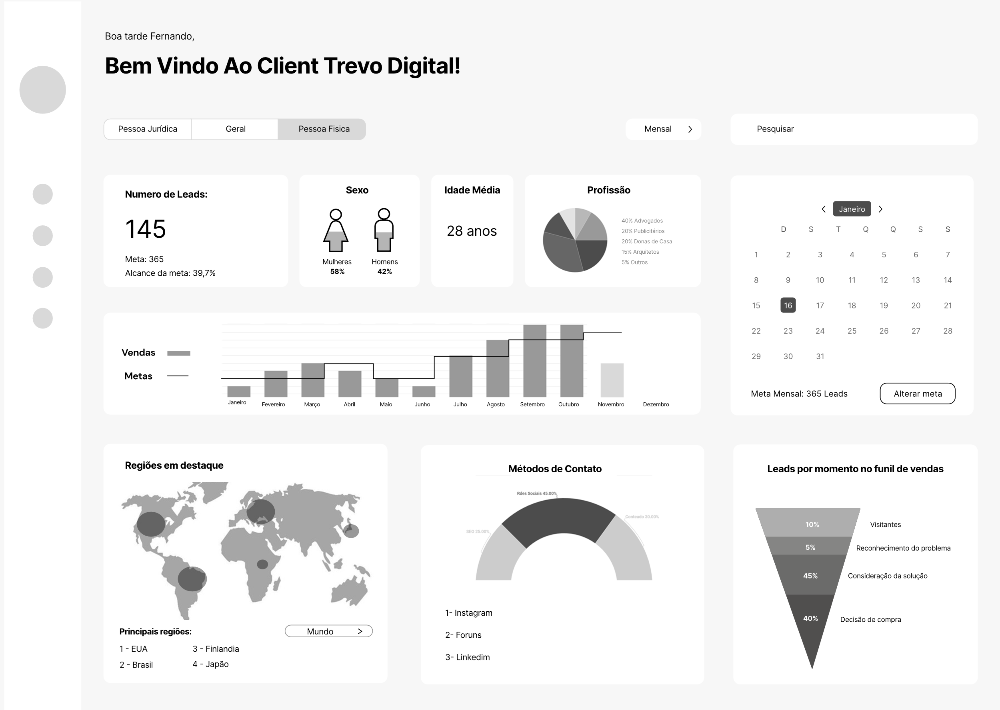 Boa tarde Fernando,
Bem Vindo Ao Client Trevo Digital!
Pessoa Jurídica
Geral
Pessoa Fisica
Mensal
Pesquisar
Numero de Leads:
145
Meta: 365
Alcance da meta: 39,7%
Sexo
Mulheres
58%
Homens
42%
Idade Média
28 anos
Profissão
40% Advogados
20% Publicitários
20% Donas de Casa
15% Arquitetos
5% Outros
Janeiro
D S T Q Q S S
1 2 3 4 5 6 7
8 9 10 11 12 13 14
15 16 17 18 19 20 21
22 23 24 25 26 27 28
29 30 31
Meta Mensal: 365 Leads
Alterar meta
Vendas
Metas
Janeiro Fevereiro Março Abril Maio Junho Julho Agosto Setembro Outubro Novembro Dezembro
Regiões em destaque
Principais regiões:
Mundo
1 - EUA
2 - Brasil
3 - Finlandia
4 - Japão
Métodos de Contato
Rdes Sociais 45.00%
Conteudo 30.00%
SEO 25.00%
1- Instagram
2- Foruns
3- Linkedim
Leads por momento no funil de vendas
10% Visitantes
5% Reconhecimento do problema
45% Consideração da solução
40% Decisão de compra